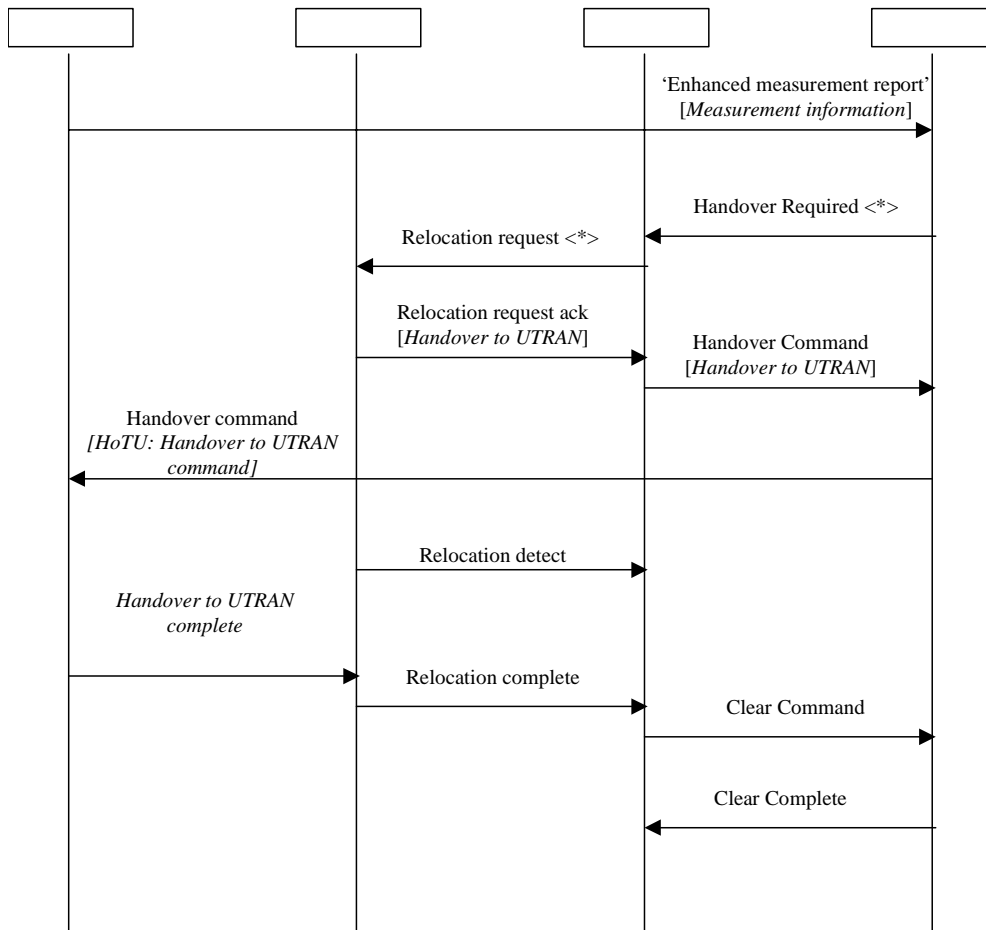 ‘Enhanced measurement report’
[Measurement information]
Handover Required <*>
Relocation request <*>
Relocation request ack
[Handover to UTRAN]
Handover Command
[Handover to UTRAN]
Handover command
[HoTU: Handover to UTRAN
command]
Relocation detect
Handover to UTRAN
complete
Relocation complete
Clear Command
Clear Complete